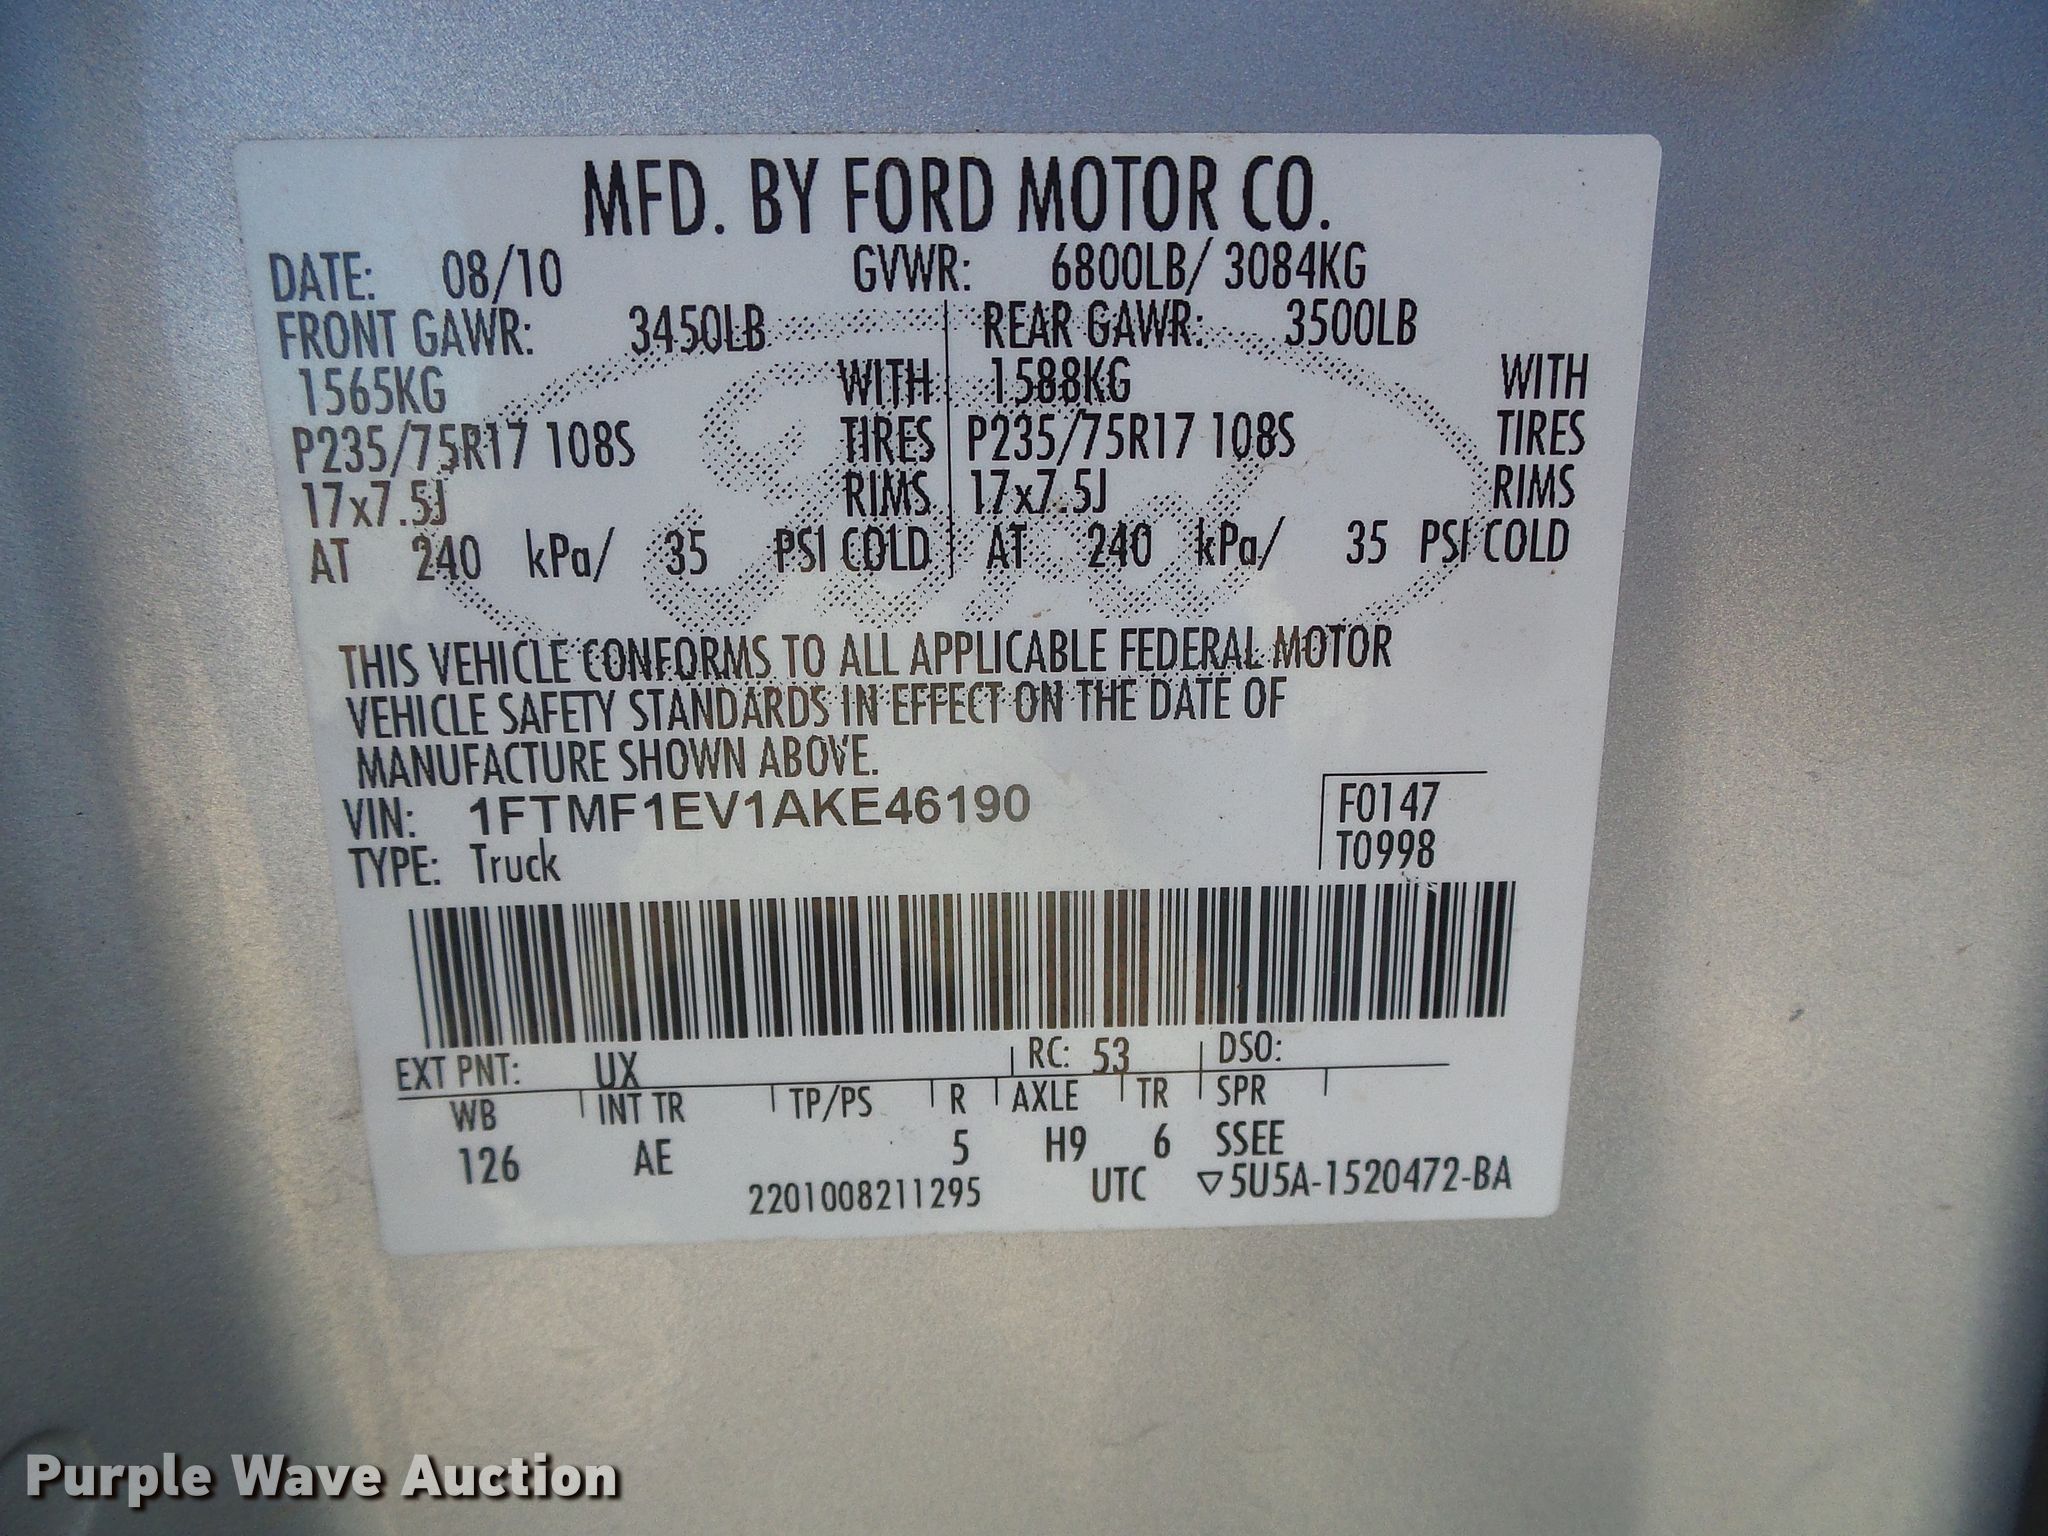 MFD. BY FORD MOTOR CO.
DATE: 08/10 GVWR: 6800LB/ 3084KG
FRONT GAWR: 3450LB REAR GAWR: 3500LB
1565KG WITH 1588KG WITH
P235/75R17 108S TIRES P235/75R17 108S TIRES
17x7.5J RIMS 17x7.5J RIMS
AT 240 kPa/ 35 PSI COLD AT 240 kPa/ 35 PSI COLD
THIS VEHICLE CONFORMS TO ALL APPLICABLE FEDERAL MOTOR
VEHICLE SAFETY STANDARDS IN EFFECT ON THE DATE OF
MANUFACTURE SHOWN ABOVE.
VIN: 1FTMF1EV1AKE46190 F0147
TYPE: Truck T0998
EXT PNT: UX RC: 53 DSO:
WB INT TR TP/PS R AXLE TR SPR
126 AE 5 H9 6 SSEE
2201008211295 UTC ▽5U5A-1520472-BA
Ford
Purple Wave Auction